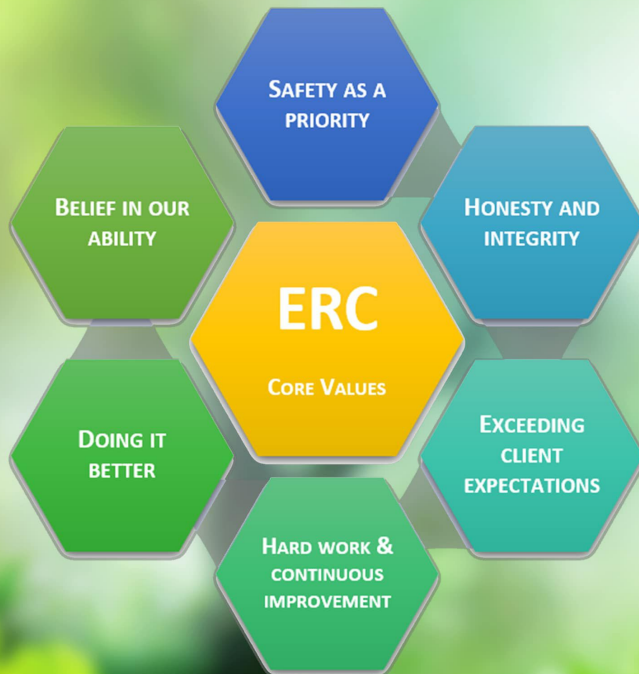 SAFETY AS A
PRIORITY
HONESTY AND
INTEGRITY
EXCEEDING
CLIENT
EXPECTATIONS
HARD WORK &
CONTINUOUS
IMPROVEMENT
DOING IT
BETTER
BELIEF IN OUR
ABILITY
ERC
CORE VALUES